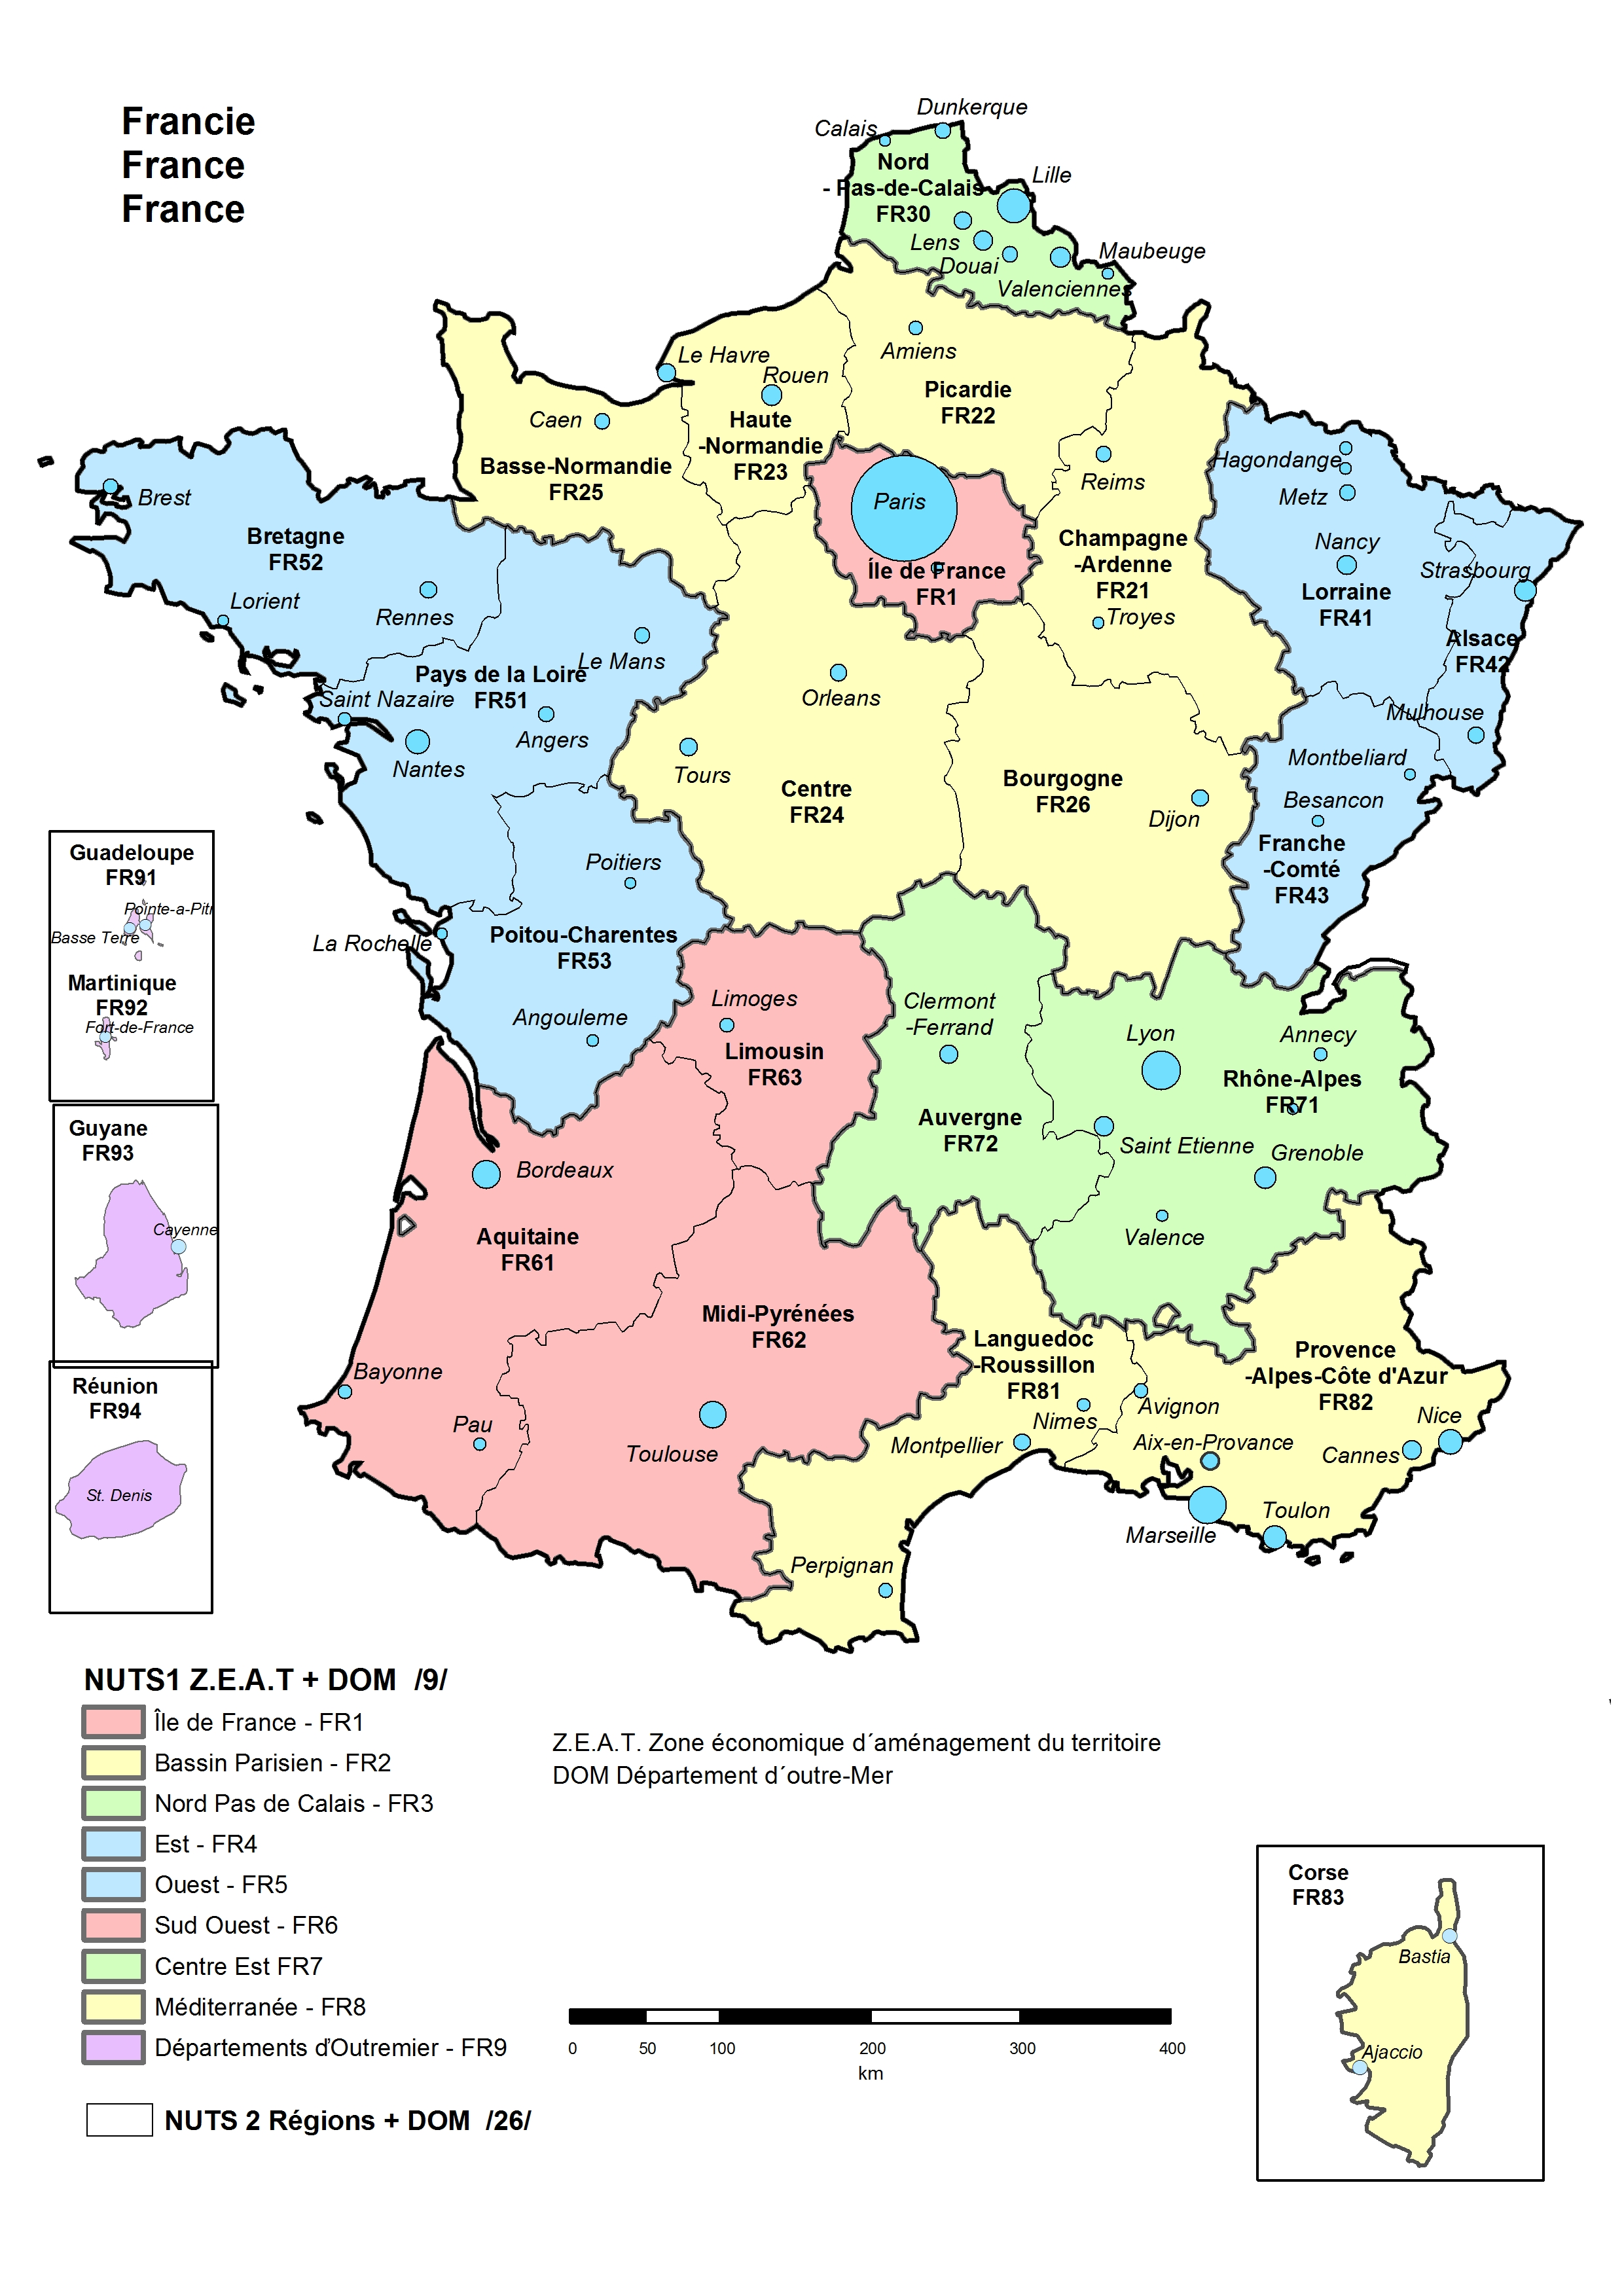 Francie
France
France
Dunkerque
Calais
Nord
- Pas-de-Calais
FR30
Lille
Lens
Douai
Maubeuge
Valenciennes
Amiens
Picardie
FR22
Le Havre
Rouen
Haute
-Normandie
FR23
Caen
Basse-Normandie
FR25
Paris
Île de France
FR1
Reims
Champagne
-Ardenne
FR21
Troyes
Hagondange
Metz
Nancy
Lorraine
FR41
Strasbourg
Alsace
FR42
Mulhouse
Brest
Bretagne
FR52
Lorient
Rennes
Le Mans
Pays de la Loire
FR51
Saint Nazaire
Angers
Nantes
Orleans
Tours
Centre
FR24
Bourgogne
FR26
Dijon
Montbeliard
Besancon
Franche
-Comté
FR43
Poitiers
La Rochelle
Poitou-Charentes
FR53
Angouleme
Limoges
Limousin
FR63
Clermont
-Ferrand
Auvergne
FR72
Lyon
Annecy
Rhône-Alpes
FR71
Saint Etienne
Grenoble
Valence
Bordeaux
Aquitaine
FR61
Midi-Pyrénées
FR62
Bayonne
Pau
Toulouse
Languedoc
-Roussillon
FR81
Nimes
Montpellier
Perpignan
Provence
-Alpes-Côte d'Azur
FR82
Avignon
Aix-en-Provance
Nice
Cannes
Marseille
Toulon
Guadeloupe
FR91
Pointe-a-Pitr
Basse Terre
Martinique
FR92
Fort-de-France
Guyane
FR93
Cayenne
Réunion
FR94
St. Denis
NUTS1 Z.E.A.T + DOM /9/
Île de France - FR1
Bassin Parisien - FR2
Nord Pas de Calais - FR3
Est - FR4
Ouest - FR5
Sud Ouest - FR6
Centre Est FR7
Méditerranée - FR8
Départements d'Outremier - FR9
NUTS 2 Régions + DOM /26/
Z.E.A.T. Zone économique d´aménagement du territoire
DOM Département d´outre-Mer
0 50 100 200 300 400
km
Corse
FR83
Bastia
Ajaccio